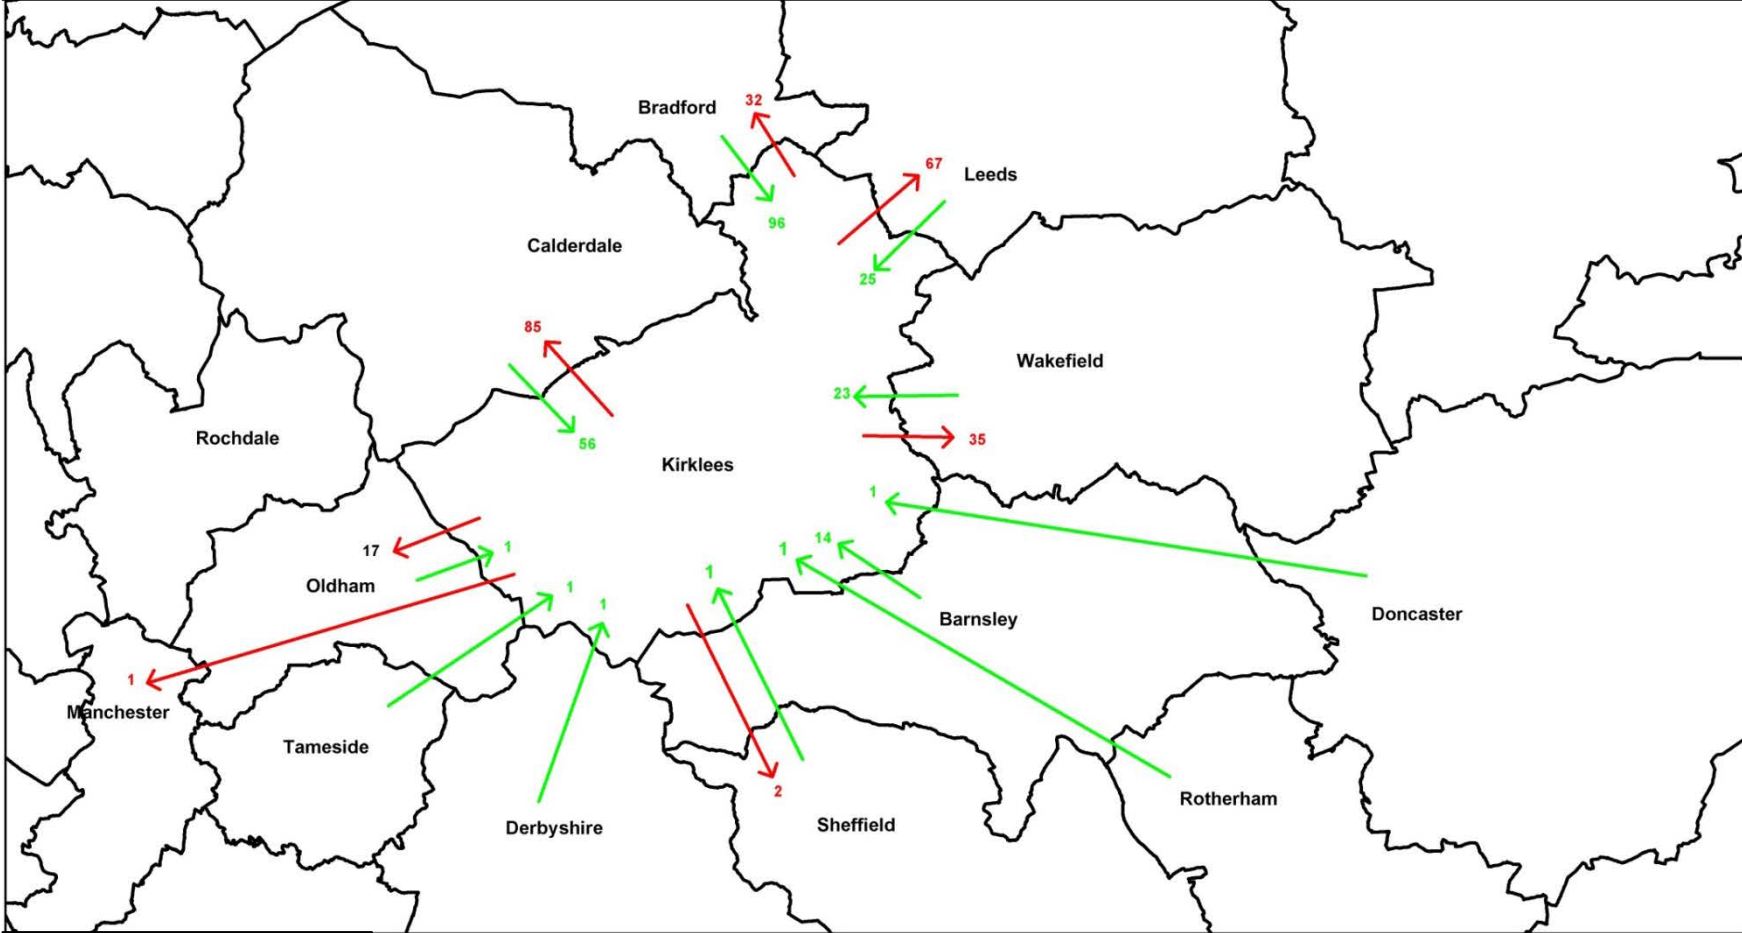 Bradford
32
67
Leeds
96
Calderdale
25
85
Wakefield
23
56
35
Rochdale
Kirklees
1
14
17
1
1
Oldham
1
1
1
Barnsley
Doncaster
1
Manchester
Tameside
2
Rotherham
Derbyshire
Sheffield